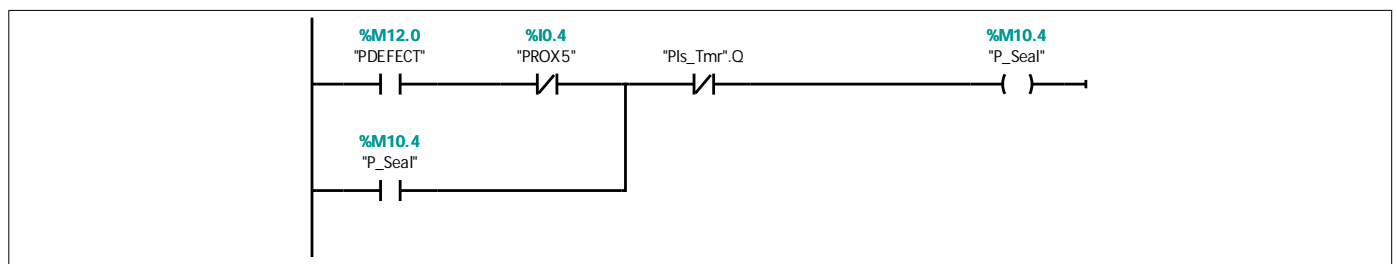 %M12.0 %I0.4 %M10.4
"PDEFECT" "PROX5" "Pls_Tmr".Q "P_Seal"
%M10.4
"P_Seal"